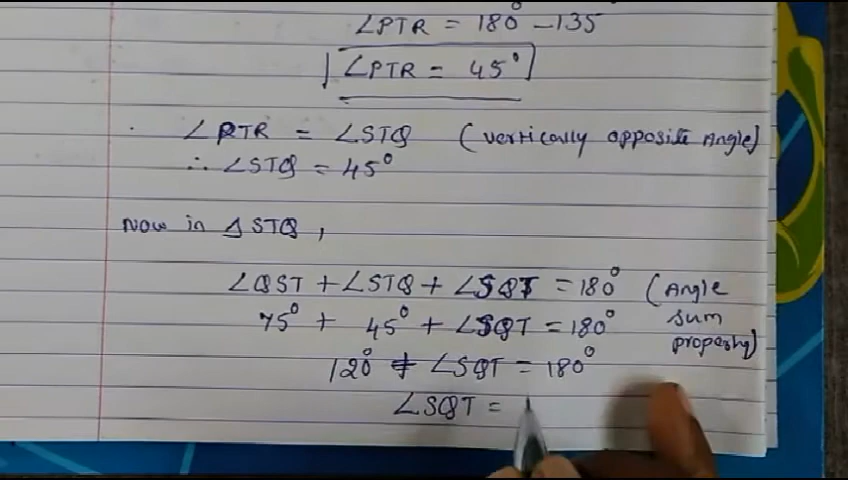 ∠PTR = 180° - 135
∠PTR = 45°
∠PTR = ∠STQ (vertically opposite Angle)
∴ ∠STQ = 45°
Now in △STQ,
∠QST + ∠STQ + ∠SQT = 180° (Angle sum property)
75° + 45° + ∠SQT = 180°
120° + ∠SQT = 180°
∠SQT =